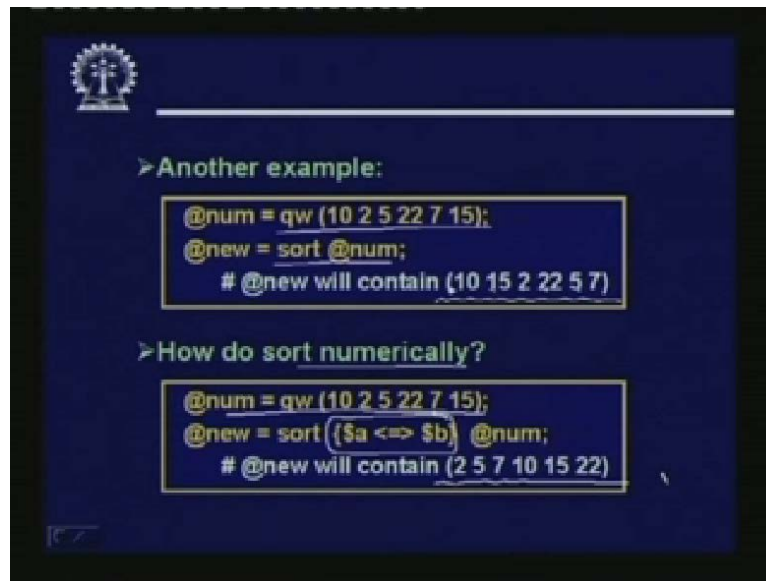 ➢Another example:
@num = qw (10 2 5 22 7 15);
@new = sort @num;
# @new will contain (10 15 2 22 5 7)
➢How do sort numerically?
@num = qw (10 2 5 22 7 15);
@new = sort {$a <=> $b} @num;
# @new will contain (2 5 7 10 15 22)